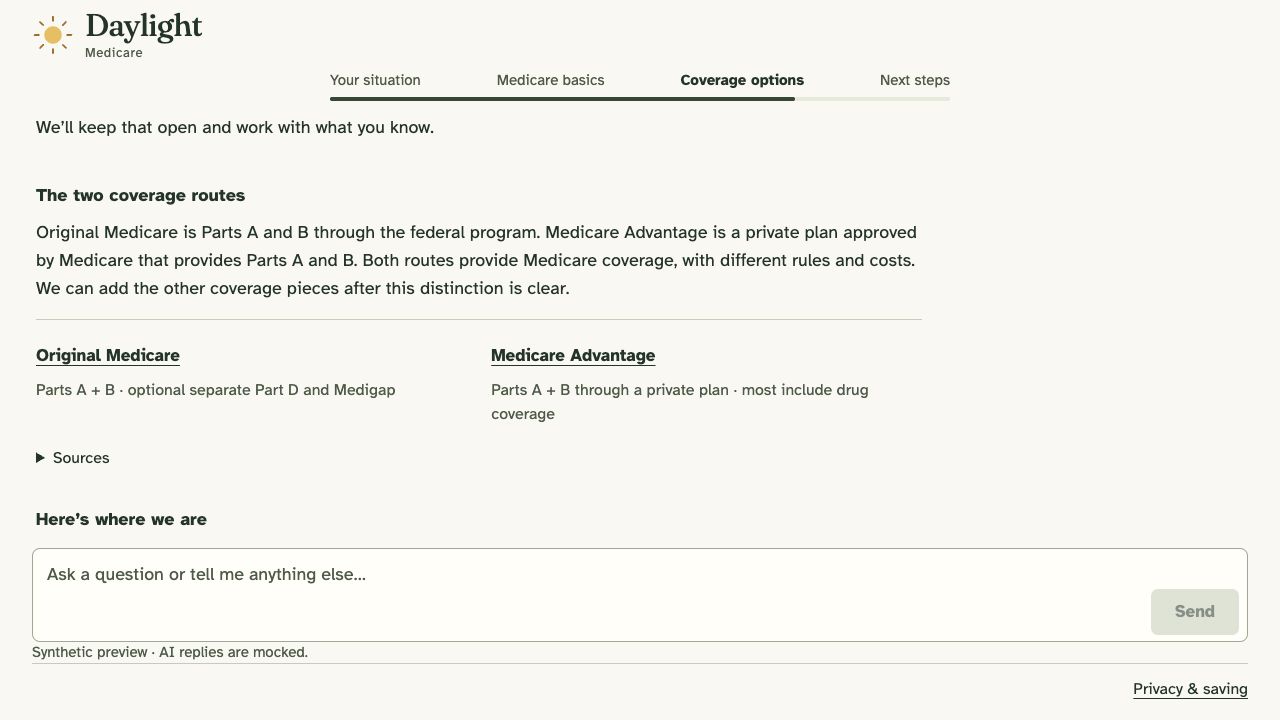 Daylight
Medicare
Your situation
Medicare basics
Coverage options
Next steps
We’ll keep that open and work with what you know.
The two coverage routes
Original Medicare is Parts A and B through the federal program. Medicare Advantage is a private plan approved
by Medicare that provides Parts A and B. Both routes provide Medicare coverage, with different rules and costs.
We can add the other coverage pieces after this distinction is clear.
Original Medicare
Parts A + B · optional separate Part D and Medigap
Medicare Advantage
Parts A + B through a private plan · most include drug
coverage
Sources
Here’s where we are
Ask a question or tell me anything else...
Send
Synthetic preview · AI replies are mocked.
Privacy & saving